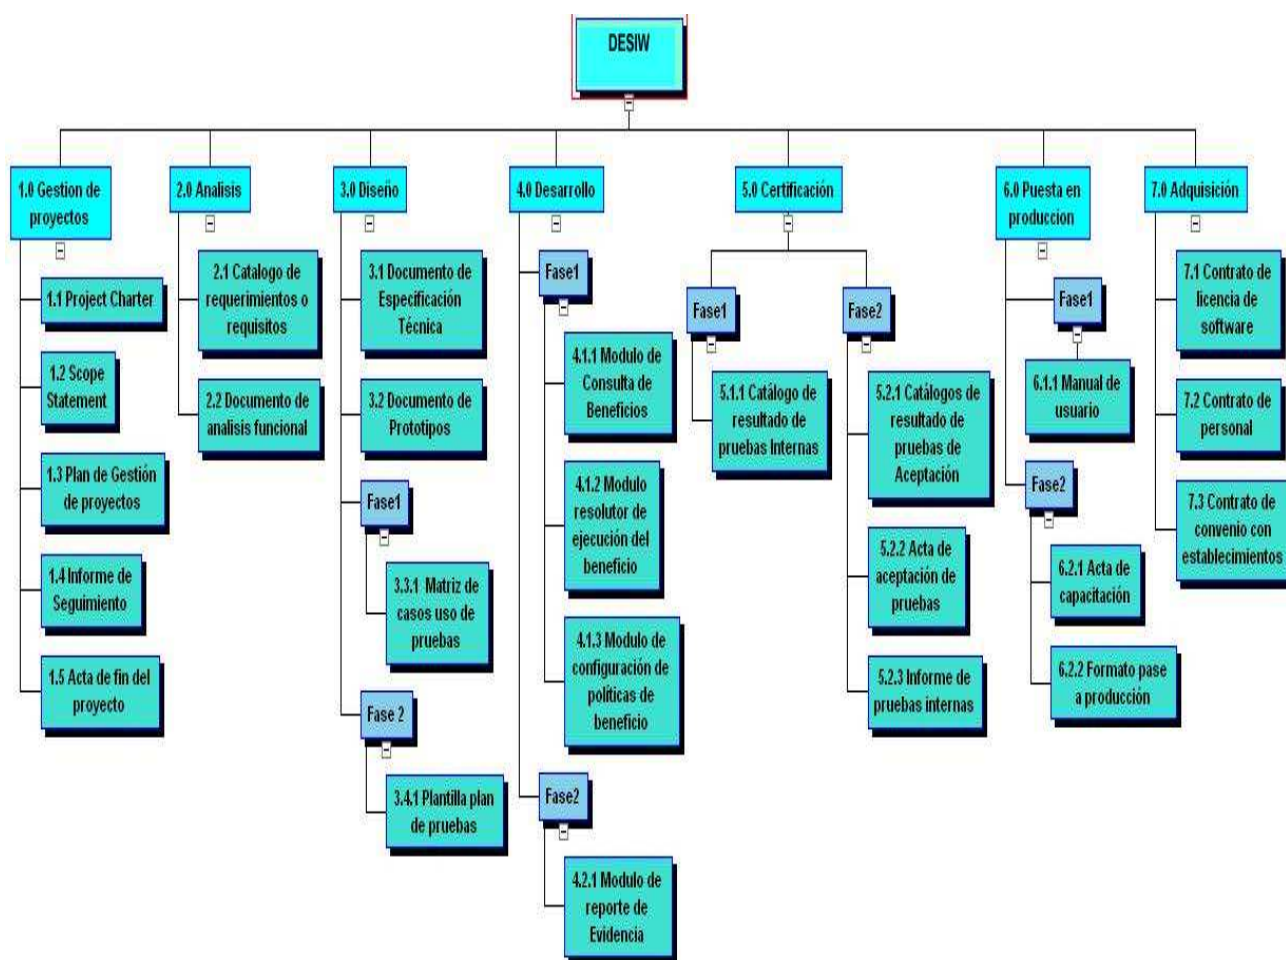 DESIW
1.0 Gestion de
proyectos
1.1 Project Charter
1.2 Scope
Statement
1.3 Plan de Gestión
de proyectos
1.4 Informe de
Seguimiento
1.5 Acta de fin del
proyecto
2.0 Analisis
2.1 Catalogo de
requerimientos o
requisitos
2.2 Documento de
analisis funcional
3.0 Diseño
3.1 Documento de
Especificación
Técnica
3.2 Documento de
Prototipos
Fase1
3.3.1 Matriz de
casos uso de
pruebas
Fase 2
3.4.1 Plantilla plan
de pruebas
4.0 Desarrollo
Fase1
4.1.1 Modulo de
Consulta de
Beneficios
4.1.2 Modulo
resolutor de
ejecución del
beneficio
4.1.3 Modulo de
configuración de
políticas de
beneficio
Fase2
4.2.1 Modulo de
reporte de
Evidencia
5.0 Certificación
Fase1
5.1.1 Catálogo de
resultado de
pruebas Internas
Fase2
5.2.1 Catálogos de
resultado de
pruebas de
Aceptación
5.2.2 Acta de
aceptación de
pruebas
5.2.3 Informe de
pruebas internas
6.0 Puesta en
produccion
Fase1
6.1.1 Manual de
usuario
Fase2
6.2.1 Acta de
capacitación
6.2.2 Formato pase
a producción
7.0 Adquisición
7.1 Contrato de
licencia de
software
7.2 Contrato de
personal
7.3 Contrato de
convenio con
establecimientos